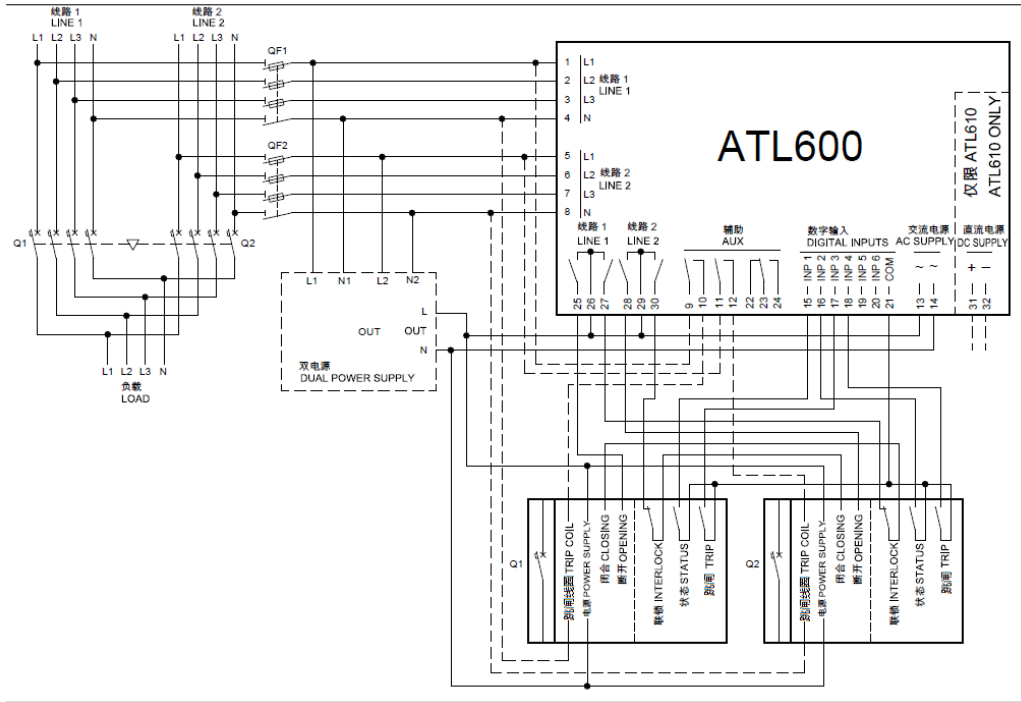 线路 1
LINE 1
线路 2
LINE 2
L1 L2 L3 N
L1 L2 L3 N
QF1
QF2
1 L1
2 L2 线路 1
LINE 1
3 L3
4 N
5 L1
6 L2 线路 2
LINE 2
7 L3
8 N
ATL600
仅限 ATL610
ATL610 ONLY
线路 1
LINE 1
线路 2
LINE 2
辅助
AUX
数字输入
DIGITAL INPUTS
交流电源
AC SUPPLY
直流电源
DC SUPPLY
25
26
27
28
29
30
9
10
11
12
22
23
24
15 – INP 1
16 – INP 2
17 – INP 3
18 – INP 4
19 – INP 5
20 – INP 6
21 – COM
13 ~
14 ~
31 +
32 –
Q1
Q2
L1 L2 L3 N
负载
LOAD
L1 N1 L2 N2
L
OUT OUT
N
双电源
DUAL POWER SUPPLY
Q1
跳闸线圈 TRIP COIL
电源 POWER SUPPLY
闭合 CLOSING
断开 OPENING
联锁 INTERLOCK
状态 STATUS
跳闸 TRIP
Q2
跳闸线圈 TRIP COIL
电源 POWER SUPPLY
闭合 CLOSING
断开 OPENING
联锁 INTERLOCK
状态 STATUS
跳闸 TRIP